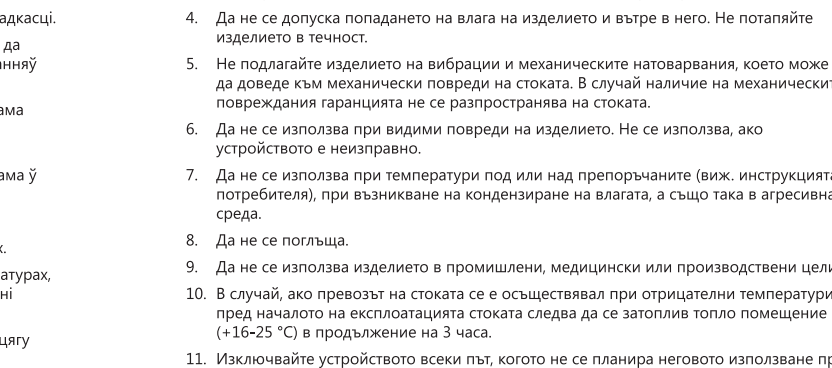 адкасці.
да
анняў
ама
ама ў
х.
атурах,
ні
цягу
4. Да не се допуска попадането на влага на изделието и вътре в него. Не потапяйте
изделието в течност.
5. Не подлагайте изделието на вибрации и механическите натоварвания, което може
да доведе към механически повреди на стоката. В случай наличие на механическит
повреждания гаранцията не се разпространява на стоката.
6. Да не се използва при видими повреди на изделието. Не се използва, ако
устройството е неизправно.
7. Да не се използва при температури под или над препоръчаните (виж. инструкцията
потребителя), при възникване на кондензиране на влагата, а също така в агресивна
среда.
8. Да не се поглъща.
9. Да не се използва изделието в промишлени, медицински или производствени цели
10. В случай, ако превозът на стоката се е осъществявал при отрицателни температури
пред началото на експлоатацията стоката следва да се затоплив топло помещение
(+16-25 °C) в продължение на 3 часа.
11. Изключвайте устройството всеки път, когото не се планира неговото използване пр